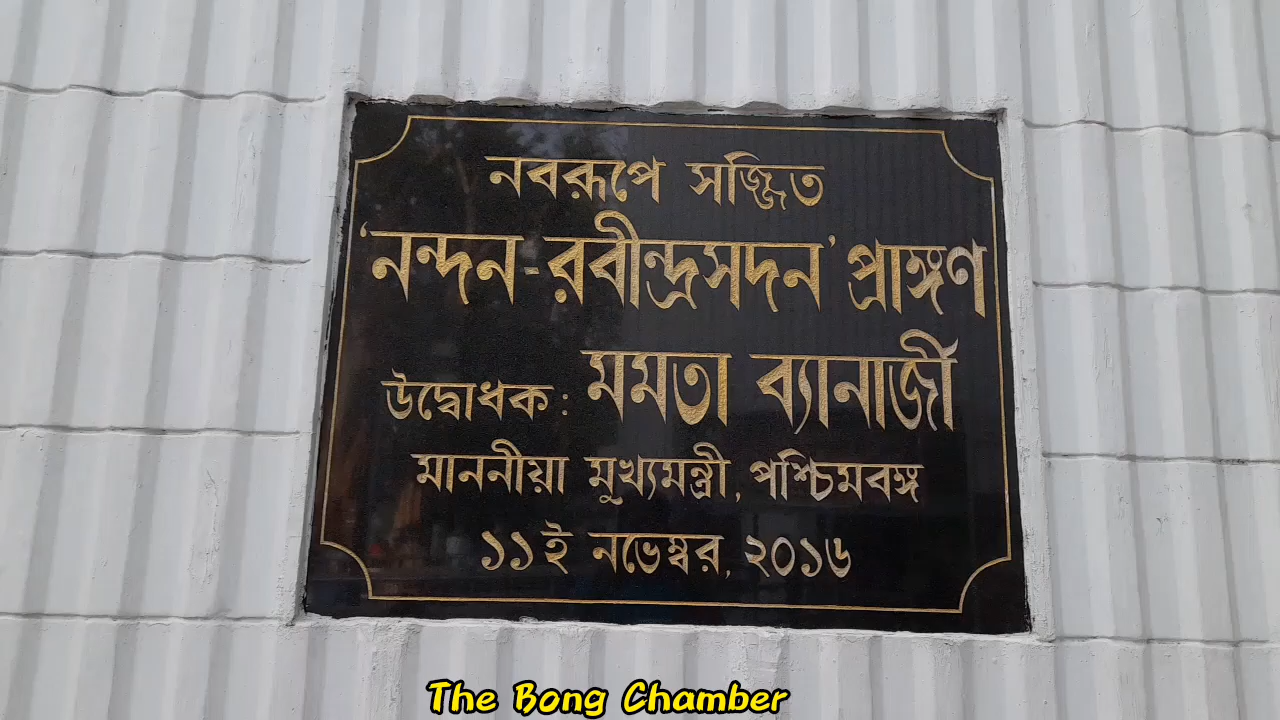 নবরূপে সজ্জিত
‘নন্দন-রবীন্দ্রসদন’ প্রাঙ্গণ
উদ্বোধক: মমতা ব্যানার্জী
মাননীয়া মুখ্যমন্ত্রী, পশ্চিমবঙ্গ
১১ই নভেম্বর, ২০১৬
The Bong Chamber